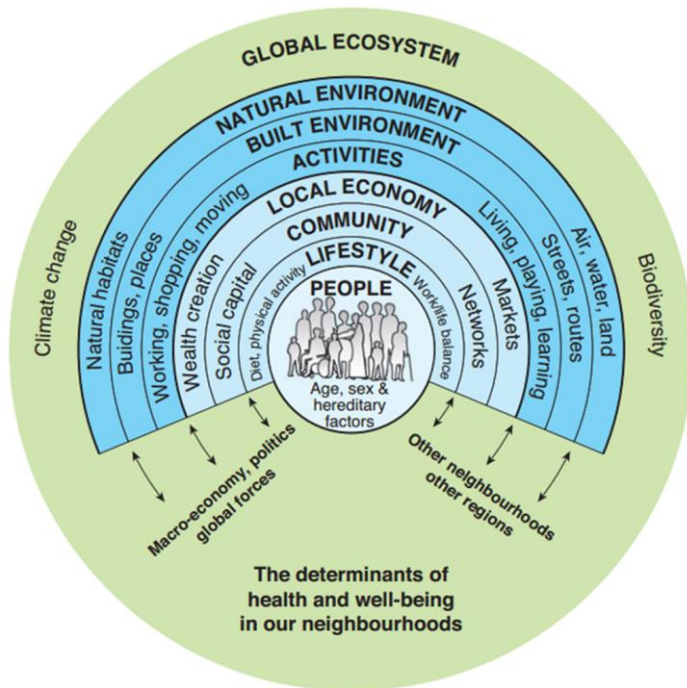 GLOBAL ECOSYSTEM
NATURAL ENVIRONMENT
BUILT ENVIRONMENT
ACTIVITIES
LOCAL ECONOMY
COMMUNITY
LIFESTYLE
PEOPLE
Age, sex &
hereditary
factors
Climate change
Natural habitats
Buidings, places
Working, shopping, moving
Wealth creation
Social capital
Diet, physical activity
Work/life balance
Networks
Markets
Living, playing, learning
Streets, routes
Air, water, land
Biodiversity
Macro-economy, politics
global forces
Other neighbourhoods
other regions
The determinants of
health and well-being
in our neighbourhoods